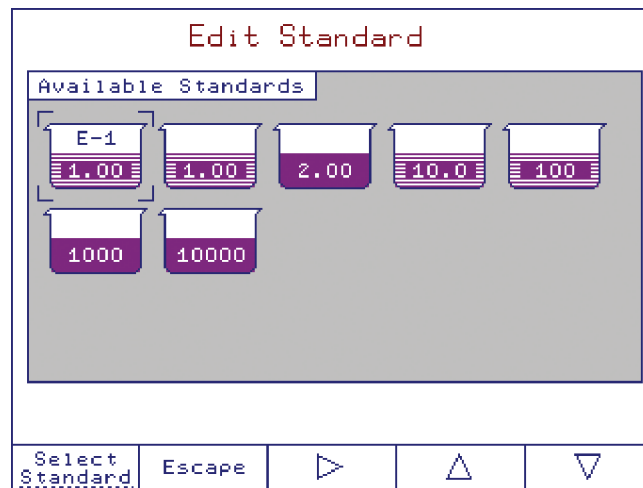 Edit Standard
Available Standards
E-1
1.00 1.00 2.00 10.0 100
1000 10000
Select
Standard
Escape